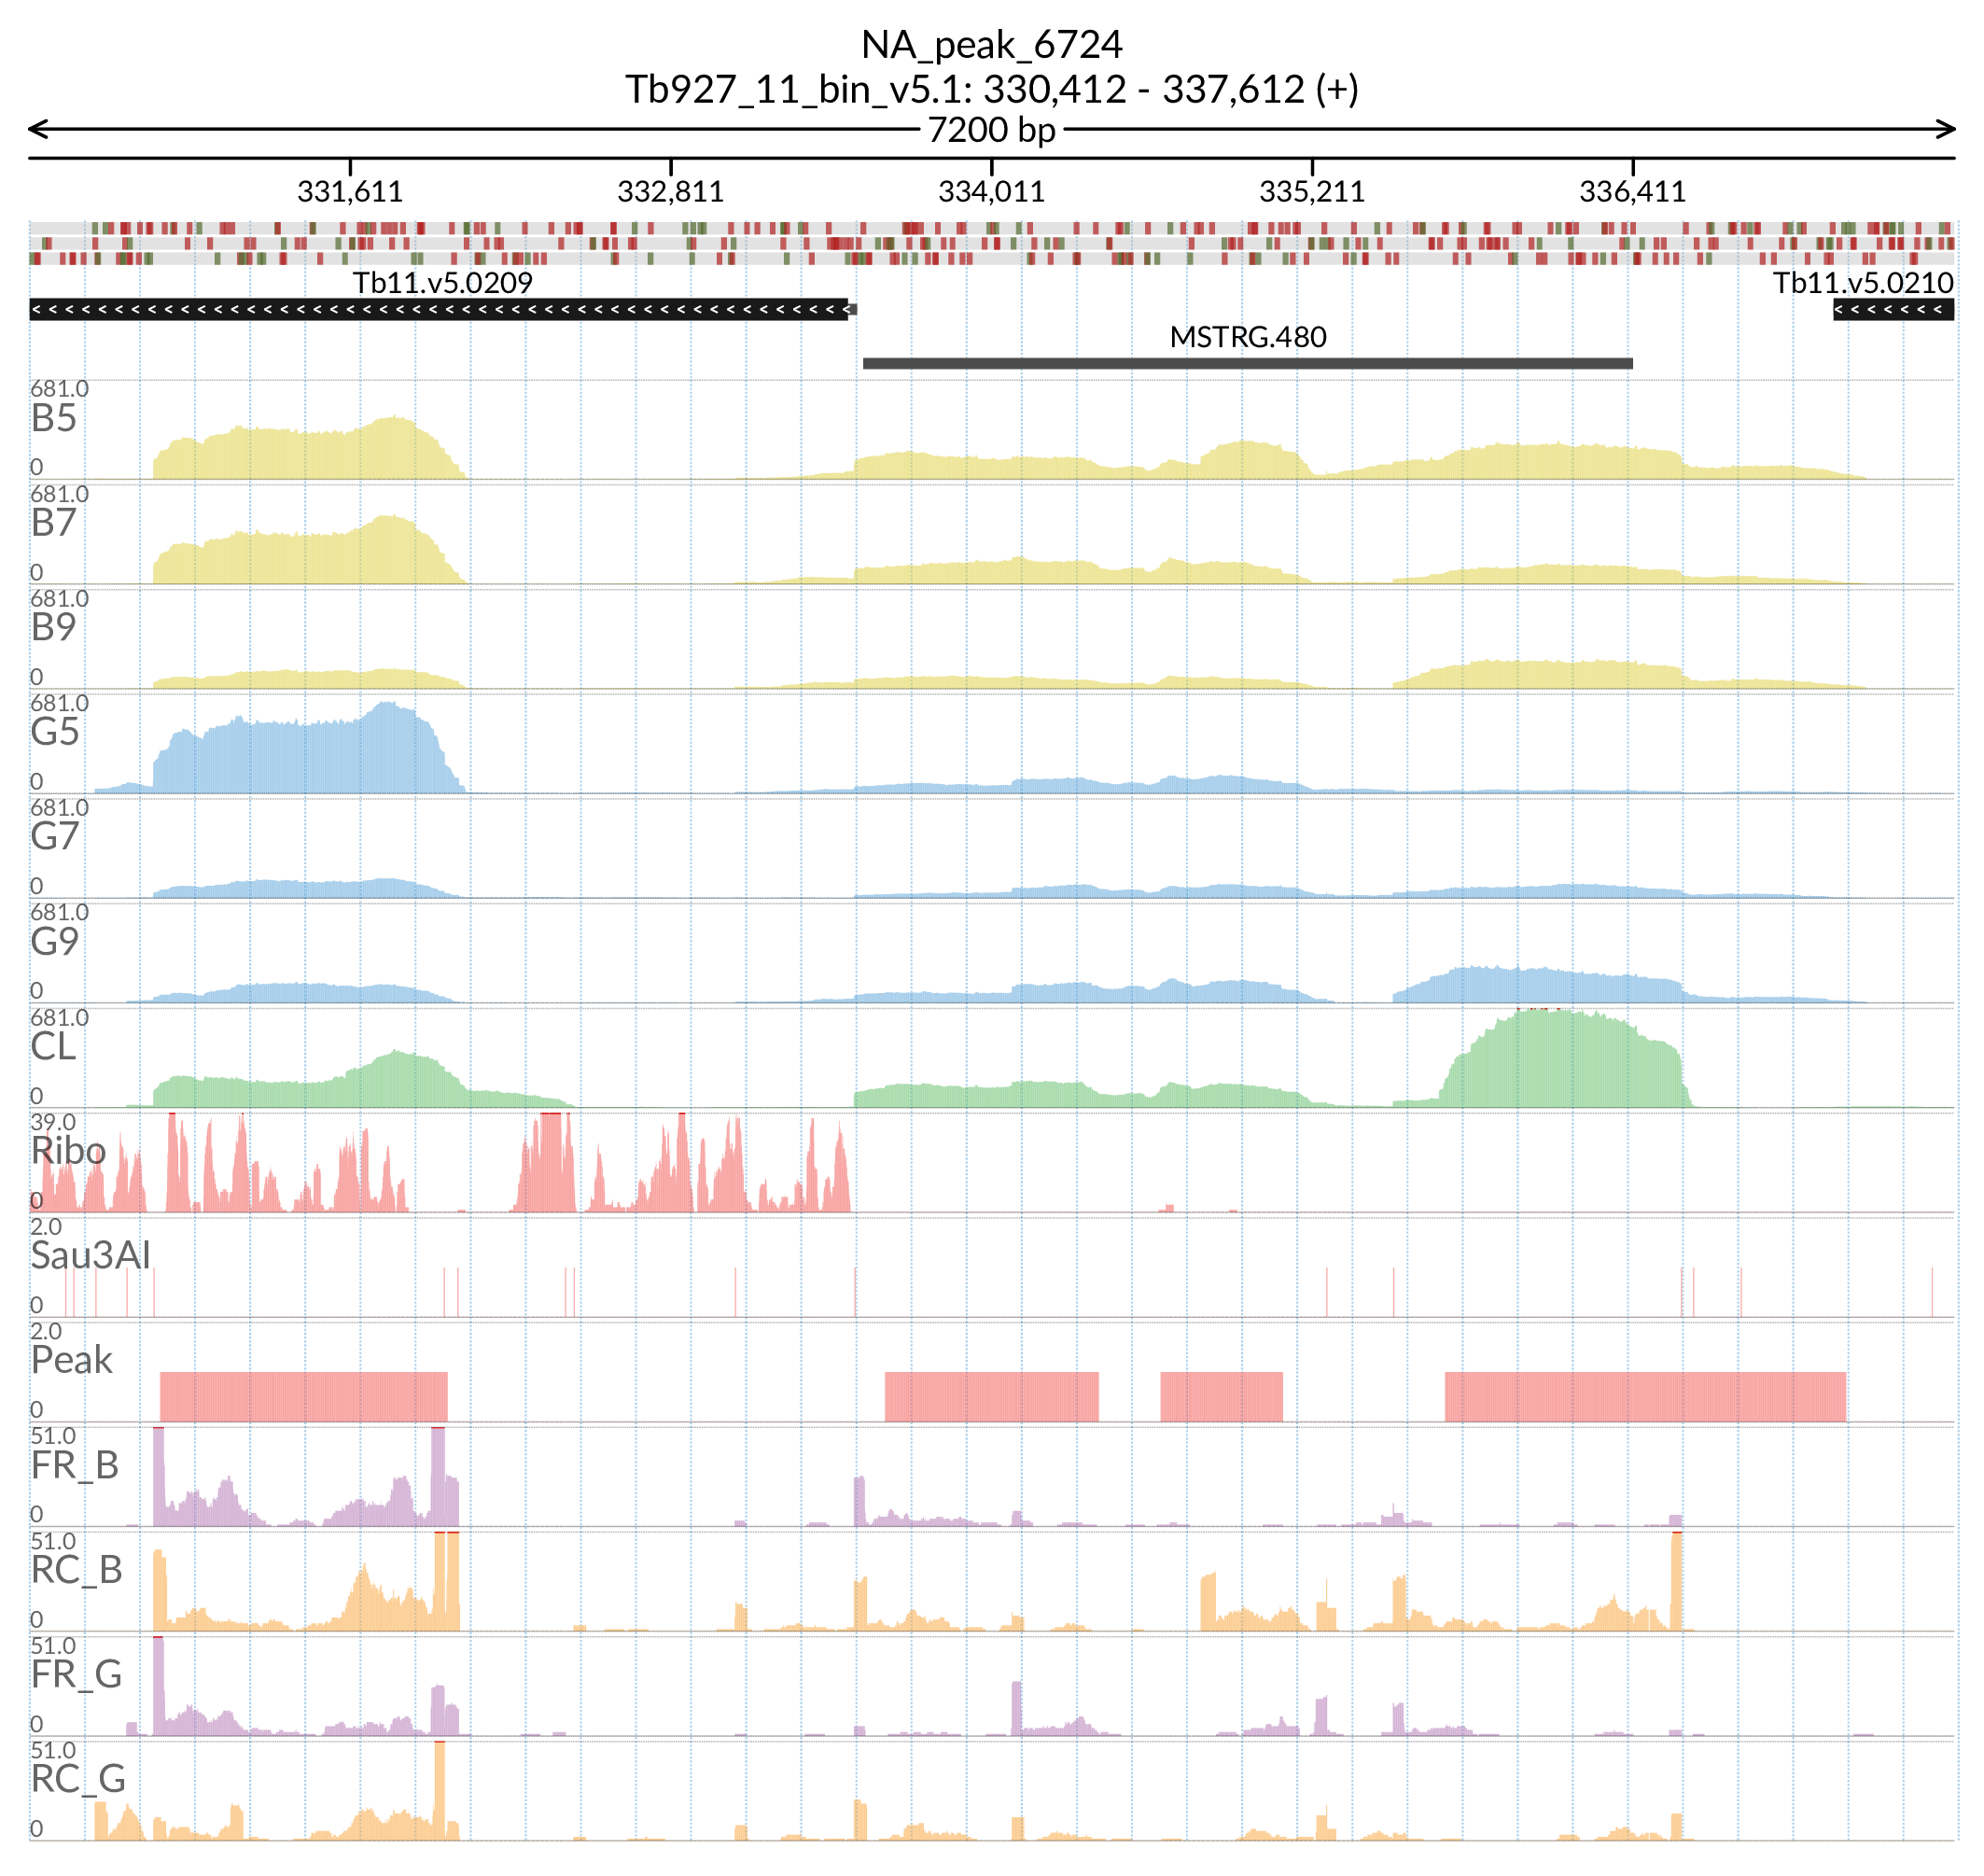 NA_peak_6724
Tb927_11_bin_v5.1: 330,412 - 337,612 (+)
7200 bp
331,611 332,811 334,011 335,211 336,411
Tb11.v5.0209 Tb11.v5.0210
MSTRG.480
681.0
B5
0
681.0
B7
0
681.0
B9
0
681.0
G5
0
681.0
G7
0
681.0
G9
0
681.0
CL
0
39.0
Ribo
0
2.0
Sau3AI
0
2.0
Peak
0
51.0
FR_B
0
51.0
RC_B
0
51.0
FR_G
0
51.0
RC_G
0